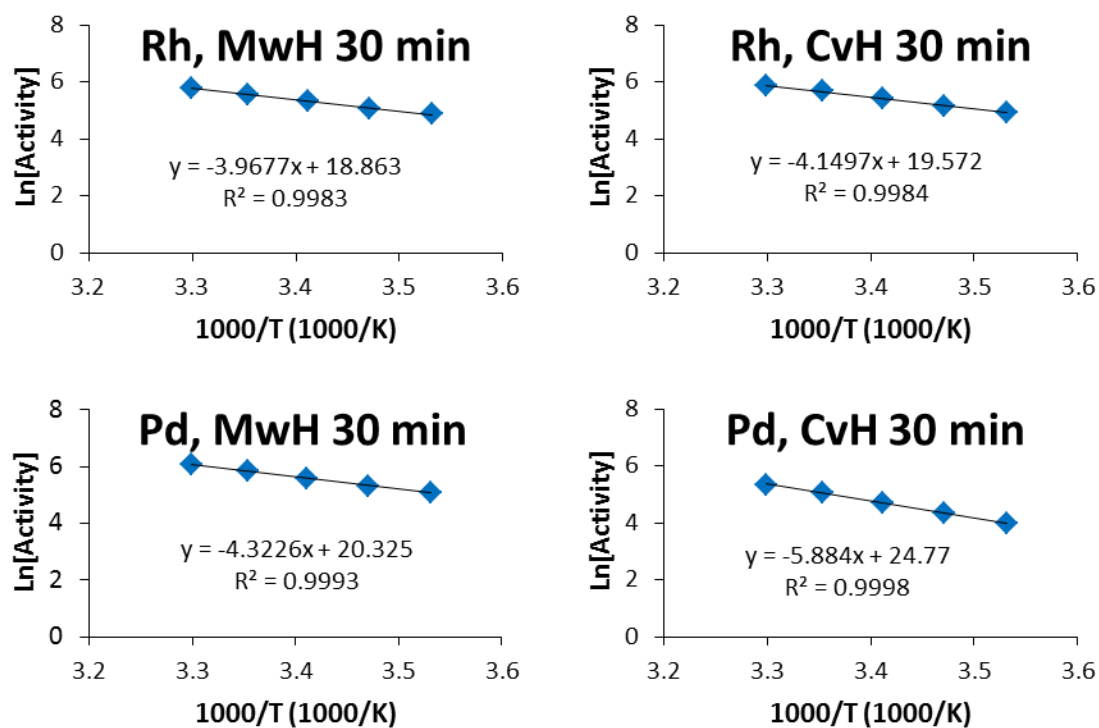 Rh, MwH 30 min
Ln[Activity]
8
6
4
2
0
y = -3.9677x + 18.863
R² = 0.9983
3.2 3.3 3.4 3.5 3.6
1000/T (1000/K)
Rh, CvH 30 min
Ln[Activity]
8
6
4
2
0
y = -4.1497x + 19.572
R² = 0.9984
3.2 3.3 3.4 3.5 3.6
1000/T (1000/K)
Pd, MwH 30 min
Ln[Activity]
8
6
4
2
0
y = -4.3226x + 20.325
R² = 0.9993
3.2 3.3 3.4 3.5 3.6
1000/T (1000/K)
Pd, CvH 30 min
Ln[Activity]
8
6
4
2
0
y = -5.884x + 24.77
R² = 0.9998
3.2 3.3 3.4 3.5 3.6
1000/T (1000/K)